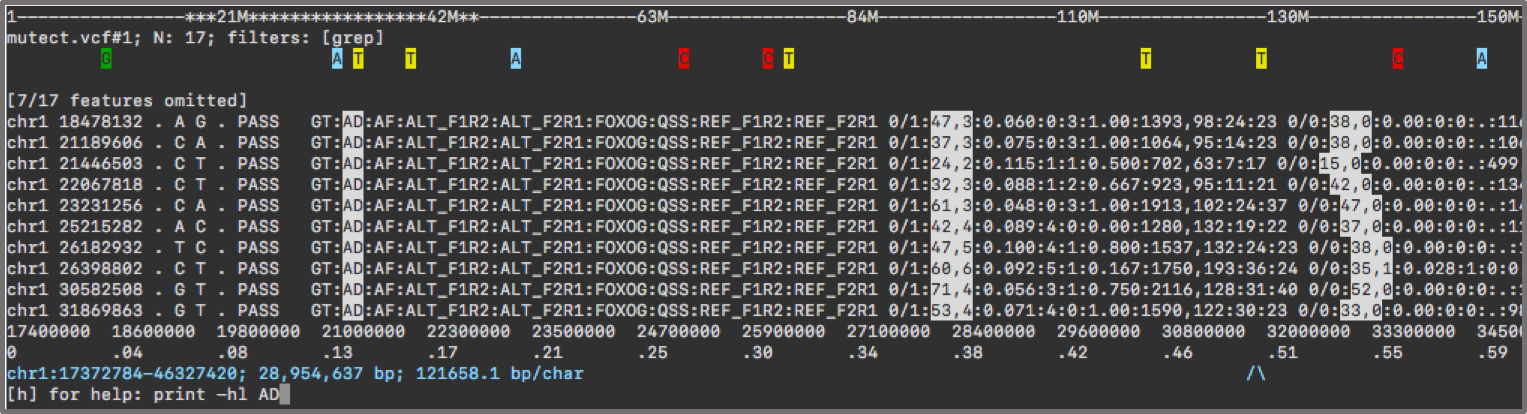 1————————————————***21M*****************42M**———————————————63M—————————————————84M—————————————————110M————————————————130M————————————————150M
mutect.vcf#1; N: 17; filters: [grep]
G A T T A C C T T T C A
[7/17 features omitted]
chr1 18478132 . A G . PASS   GT:AD:AF:ALT_F1R2:ALT_F2R1:FOXOG:QSS:REF_F1R2:REF_F2R1 0/1:47,3:0.060:0:3:1.00:1393,98:24:23 0/0:38,0:0.00:0:0:.:116
chr1 21189606 . C A . PASS   GT:AD:AF:ALT_F1R2:ALT_F2R1:FOXOG:QSS:REF_F1R2:REF_F2R1 0/1:37,3:0.075:0:3:1.00:1064,95:14:23 0/0:38,0:0.00:0:0:.:106
chr1 21446503 . C T . PASS   GT:AD:AF:ALT_F1R2:ALT_F2R1:FOXOG:QSS:REF_F1R2:REF_F2R1 0/1:24,2:0.115:1:1:0.500:702,63:7:17 0/0:15,0:0.00:0:0:.:499
chr1 22067818 . C T . PASS   GT:AD:AF:ALT_F1R2:ALT_F2R1:FOXOG:QSS:REF_F1R2:REF_F2R1 0/1:32,3:0.088:1:2:0.667:923,95:11:21 0/0:42,0:0.00:0:0:.:134
chr1 23231256 . C A . PASS   GT:AD:AF:ALT_F1R2:ALT_F2R1:FOXOG:QSS:REF_F1R2:REF_F2R1 0/1:61,3:0.048:0:3:1.00:1913,102:24:37 0/0:47,0:0.00:0:0:.:14
chr1 25215282 . A C . PASS   GT:AD:AF:ALT_F1R2:ALT_F2R1:FOXOG:QSS:REF_F1R2:REF_F2R1 0/1:42,4:0.089:4:0:0.00:1280,132:19:22 0/0:37,0:0.00:0:0:.:11
chr1 26182932 . T C . PASS   GT:AD:AF:ALT_F1R2:ALT_F2R1:FOXOG:QSS:REF_F1R2:REF_F2R1 0/1:47,5:0.100:4:1:0.800:1537,132:24:23 0/0:38,0:0.00:0:0:.:1
chr1 26398802 . C T . PASS   GT:AD:AF:ALT_F1R2:ALT_F2R1:FOXOG:QSS:REF_F1R2:REF_F2R1 0/1:60,6:0.092:5:1:0.167:1750,193:36:24 0/0:35,1:0.028:1:0:0
chr1 30582508 . G T . PASS   GT:AD:AF:ALT_F1R2:ALT_F2R1:FOXOG:QSS:REF_F1R2:REF_F2R1 0/1:71,4:0.056:3:1:0.750:2116,128:31:40 0/0:52,0:0.00:0:0:.:1
chr1 31869863 . G T . PASS   GT:AD:AF:ALT_F1R2:ALT_F2R1:FOXOG:QSS:REF_F1R2:REF_F2R1 0/1:53,4:0.071:4:0:1.00:1590,122:30:23 0/0:33,0:0.00:0:0:.:98
17400000  18600000  19800000  21000000  22300000  23500000  24700000  25900000  27100000  28400000  29600000  30800000  32000000  33300000  34500
0         .04       .08       .13       .17       .21       .25       .30       .34       .38       .42       .46       .51       .55       .59
chr1:17372784-46327420; 28,954,637 bp; 121658.1 bp/char /\
[h] for help: print -hl AD